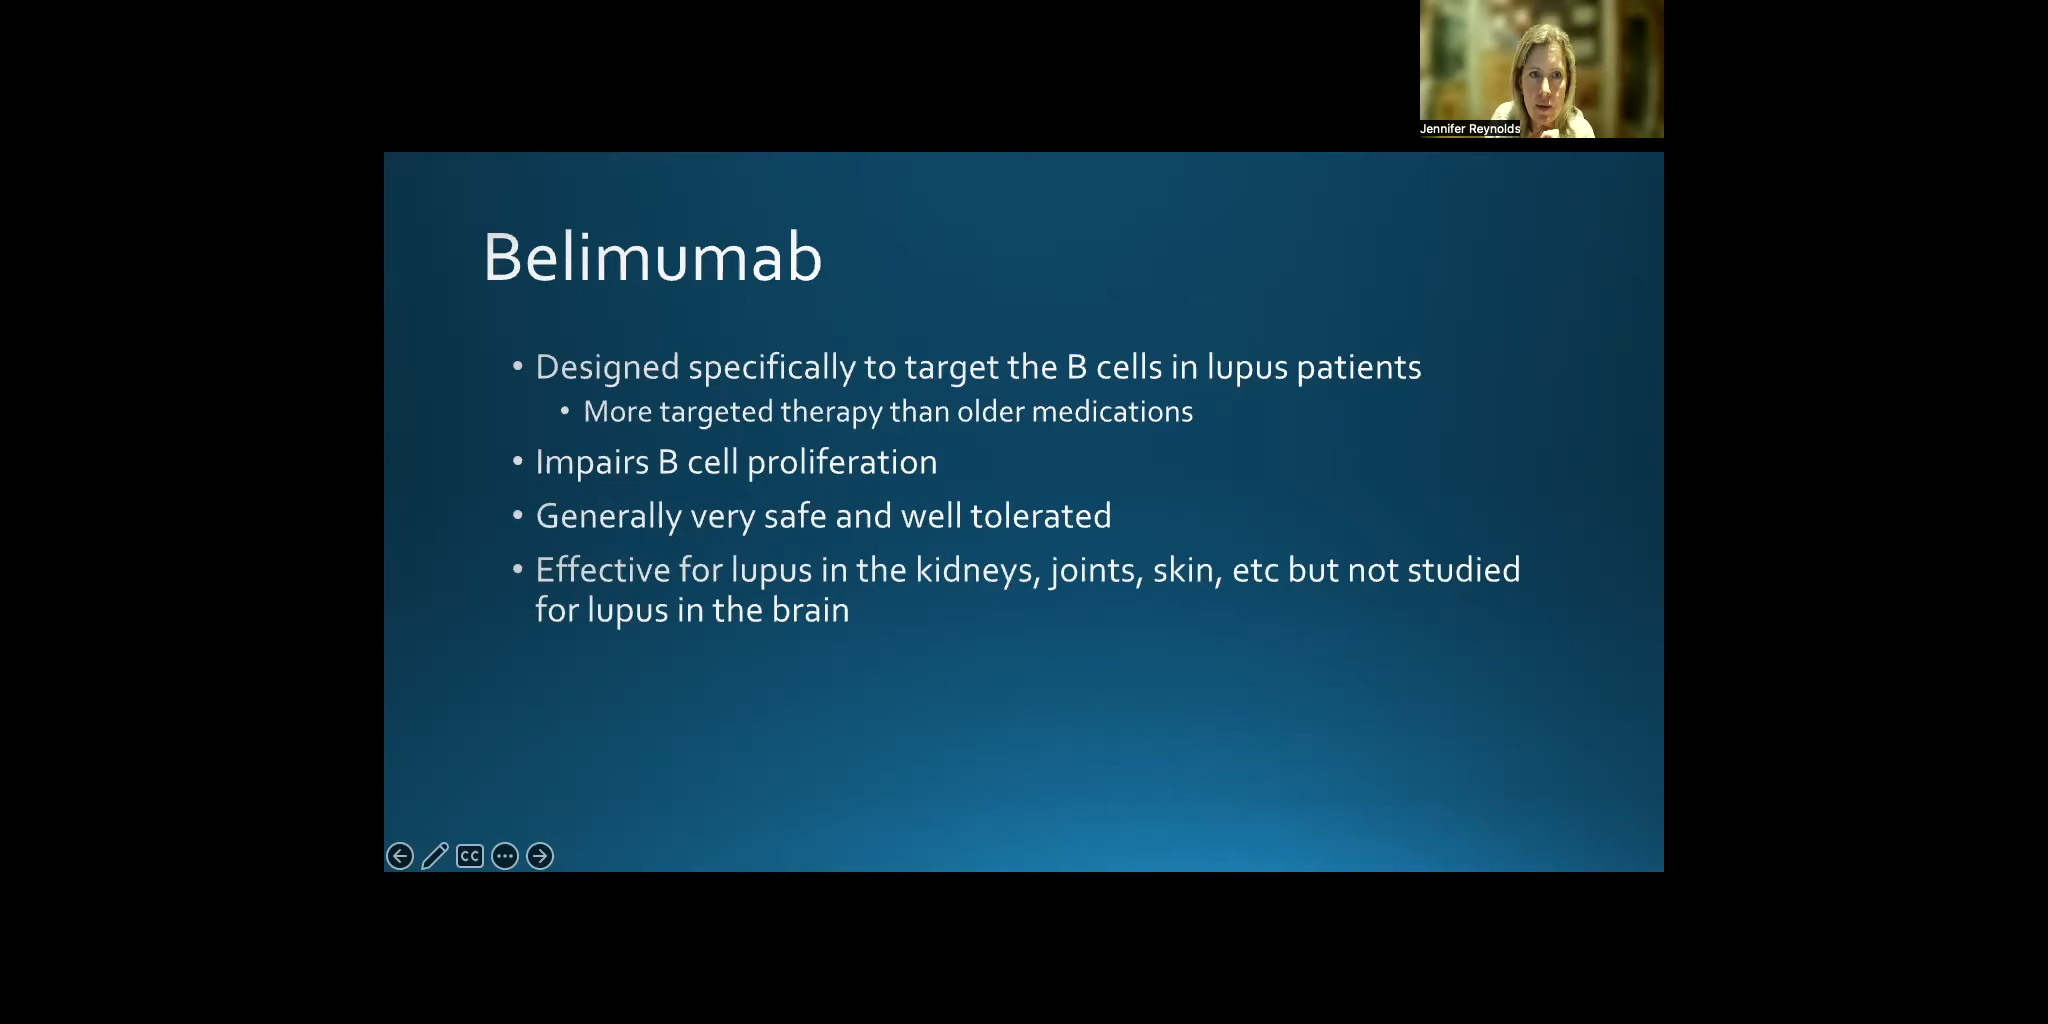 Jennifer Reynolds
Belimumab
• Designed specifically to target the B cells in lupus patients
• More targeted therapy than older medications
• Impairs B cell proliferation
• Generally very safe and well tolerated
• Effective for lupus in the kidneys, joints, skin, etc but not studied
for lupus in the brain
CC